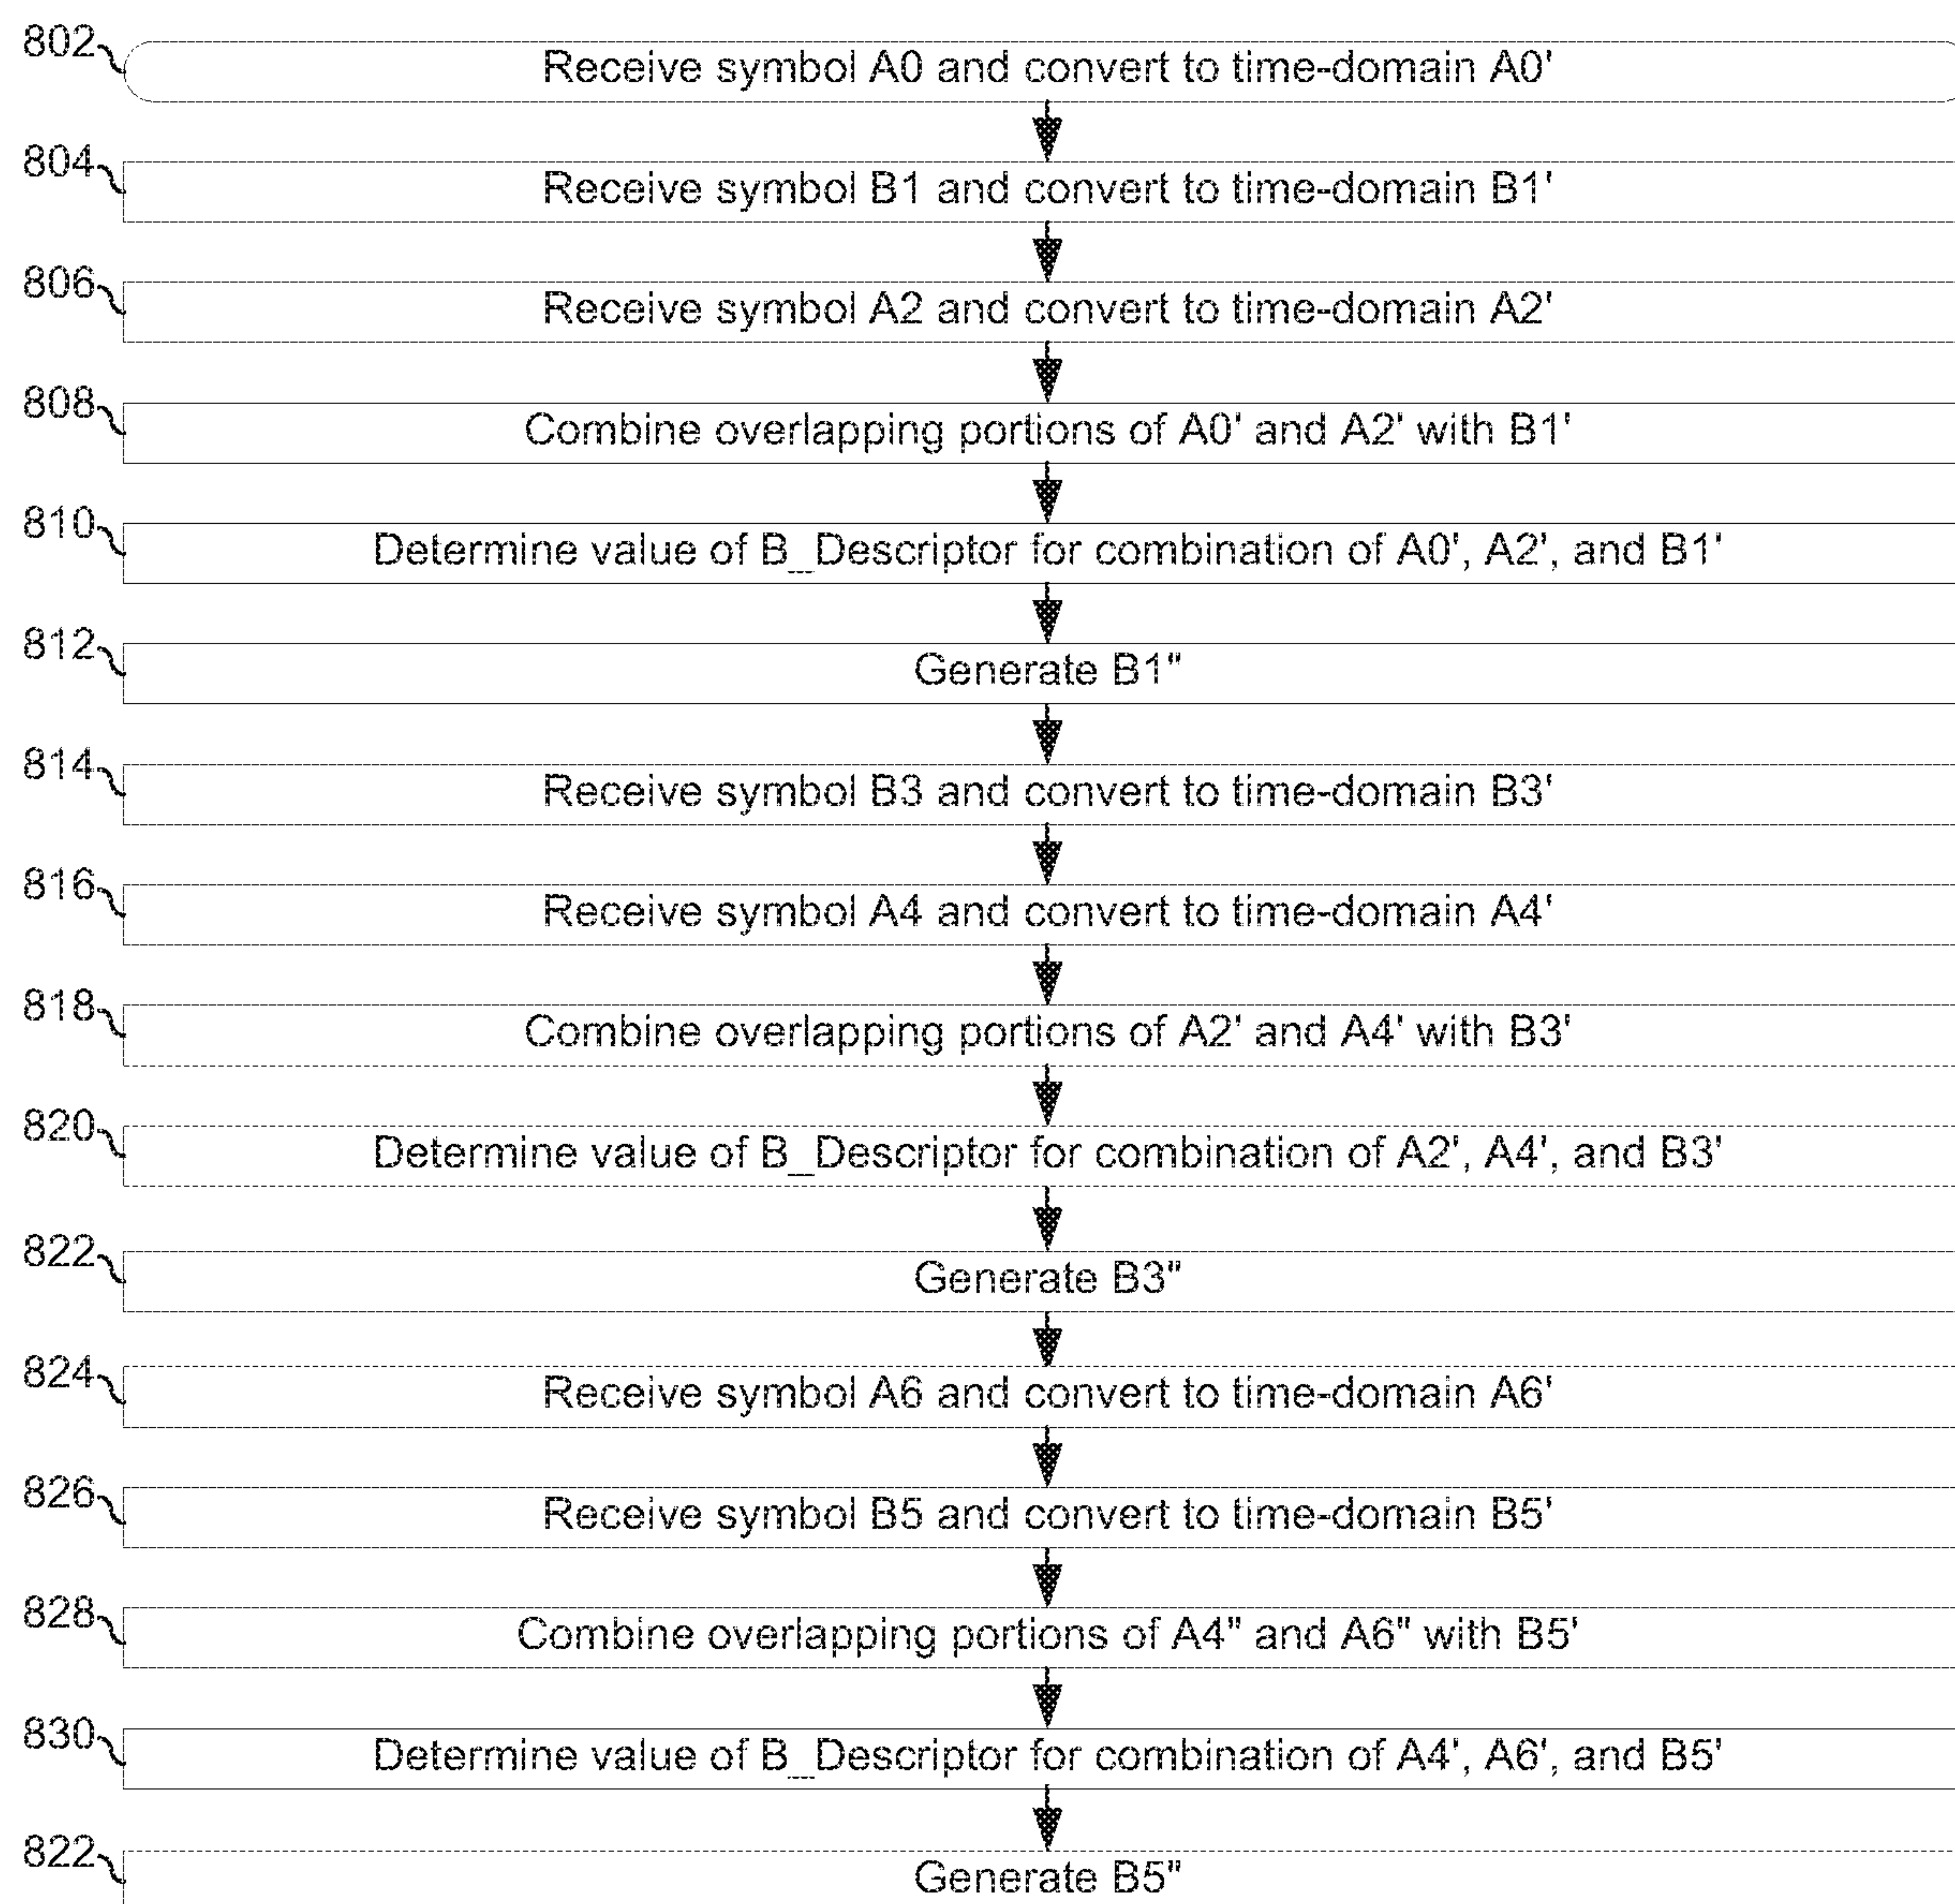 802 Receive symbol A0 and convert to time-domain A0'
804 Receive symbol B1 and convert to time-domain B1'
806 Receive symbol A2 and convert to time-domain A2'
808 Combine overlapping portions of A0' and A2' with B1'
810 Determine value of B_Descriptor for combination of A0', A2', and B1'
812 Generate B1"
814 Receive symbol B3 and convert to time-domain B3'
816 Receive symbol A4 and convert to time-domain A4'
818 Combine overlapping portions of A2' and A4' with B3'
820 Determine value of B_Descriptor for combination of A2', A4', and B3'
822 Generate B3"
824 Receive symbol A6 and convert to time-domain A6'
826 Receive symbol B5 and convert to time-domain B5'
828 Combine overlapping portions of A4" and A6" with B5'
830 Determine value of B_Descriptor for combination of A4', A6', and B5'
822 Generate B5"